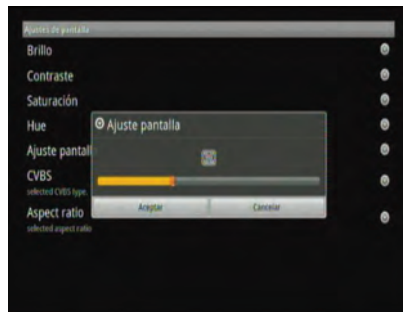 Ajustes de pantalla
Brillo
Contraste
Saturación
Hue
Ajuste pantalla
Ajuste pantall
CVBS
selected CVBS type.
Aceptar
Cancelar
Aspect ratio
selected aspect ratio